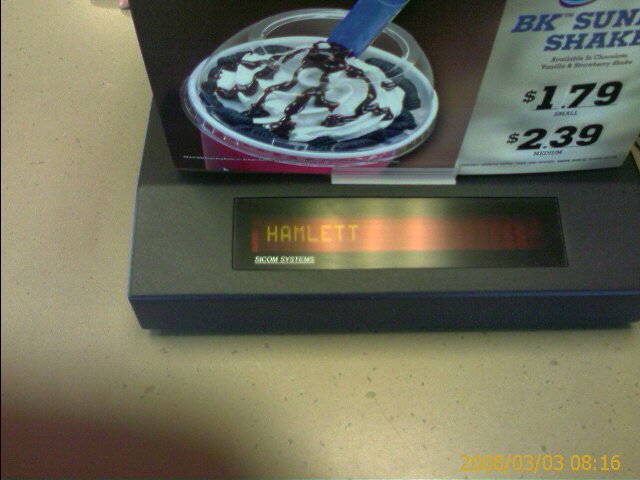 BK™ SUN
SHAKE
Available In Chocolate
Vanilla & Strawberry Shake
$1.79
SMALL
$2.39
MEDIUM
HAMLETT
SICOM SYSTEMS
2008/03/03 08:16